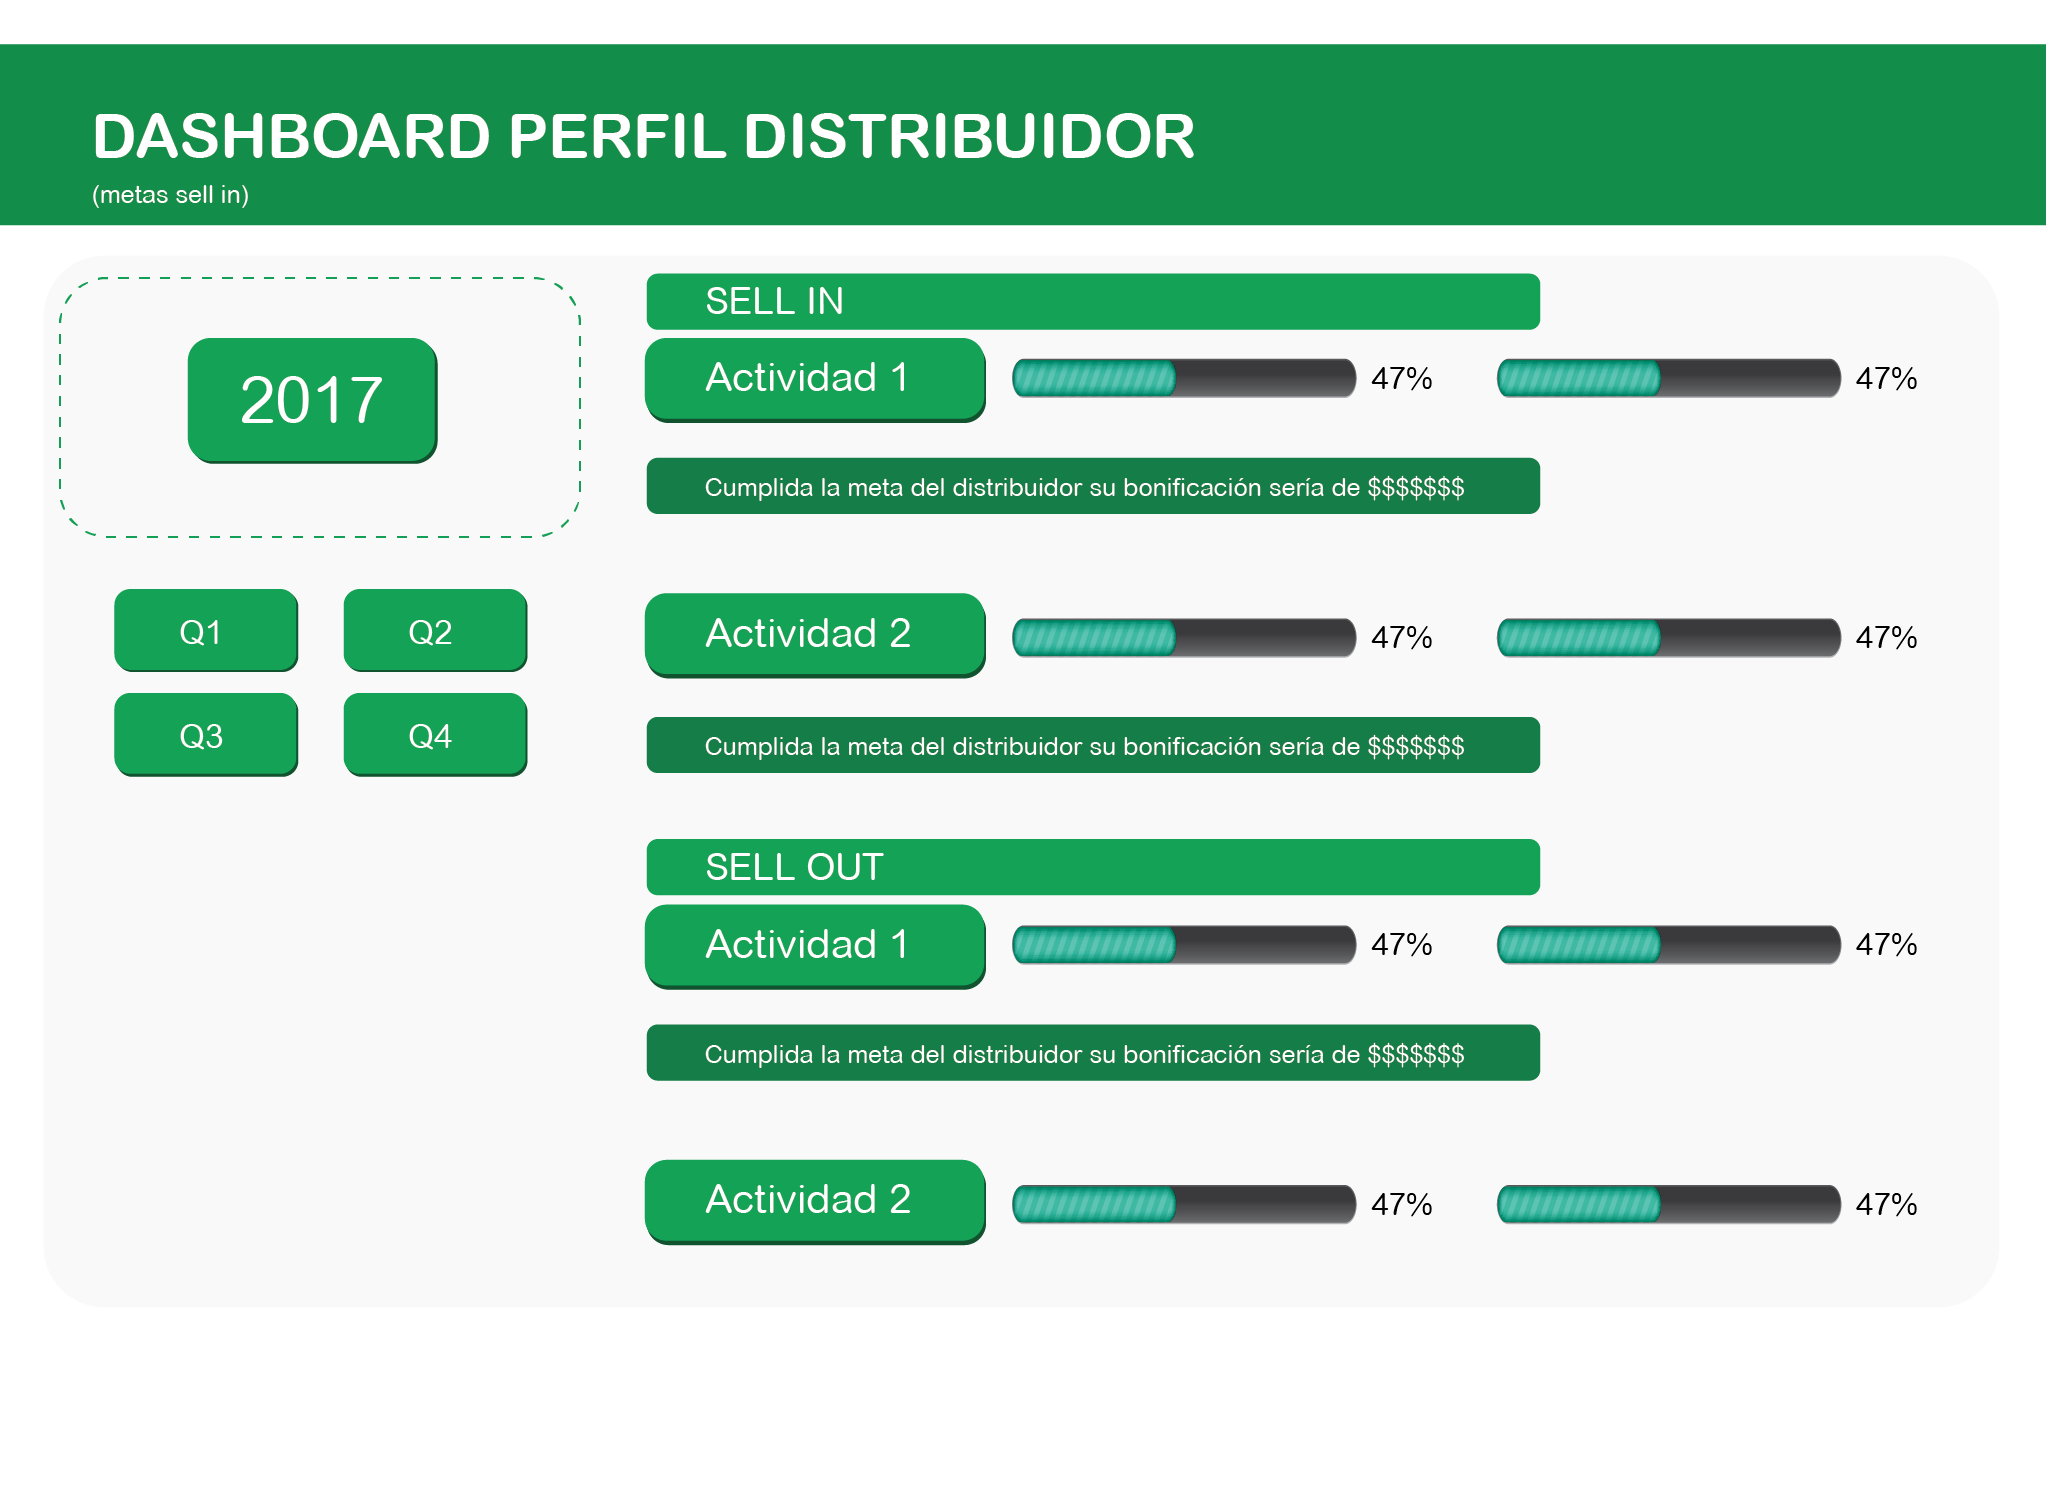 DASHBOARD PERFIL DISTRIBUIDOR
(metas sell in)
2017
Q1
Q2
Q3
Q4
SELL IN
Actividad 1
47%
47%
Cumplida la meta del distribuidor su bonificación sería de $$$$$$$
Actividad 2
47%
47%
Cumplida la meta del distribuidor su bonificación sería de $$$$$$$
SELL OUT
Actividad 1
47%
47%
Cumplida la meta del distribuidor su bonificación sería de $$$$$$$
Actividad 2
47%
47%